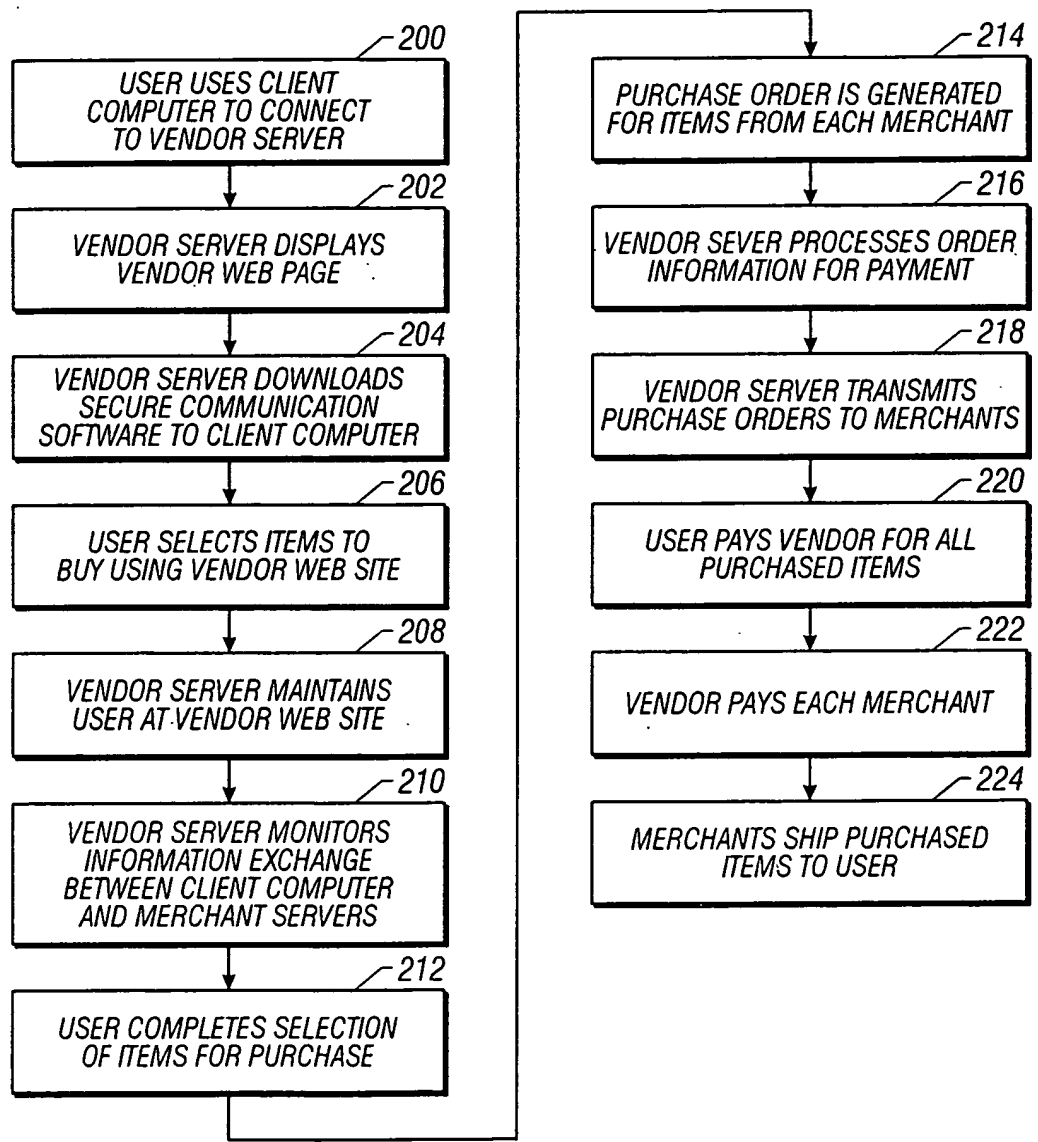 200
USER USES CLIENT
COMPUTER TO CONNECT
TO VENDOR SERVER
202
VENDOR SERVER DISPLAYS
VENDOR WEB PAGE
204
VENDOR SERVER DOWNLOADS
SECURE COMMUNICATION
SOFTWARE TO CLIENT COMPUTER
206
USER SELECTS ITEMS TO
BUY USING VENDOR WEB SITE
208
VENDOR SERVER MAINTAINS
USER AT VENDOR WEB SITE
210
VENDOR SERVER MONITORS
INFORMATION EXCHANGE
BETWEEN CLIENT COMPUTER
AND MERCHANT SERVERS
212
USER COMPLETES SELECTION
OF ITEMS FOR PURCHASE
214
PURCHASE ORDER IS GENERATED
FOR ITEMS FROM EACH MERCHANT
216
VENDOR SEVER PROCESSES ORDER
INFORMATION FOR PAYMENT
218
VENDOR SERVER TRANSMITS
PURCHASE ORDERS TO MERCHANTS
220
USER PAYS VENDOR FOR ALL
PURCHASED ITEMS
222
VENDOR PAYS EACH MERCHANT
224
MERCHANTS SHIP PURCHASED
ITEMS TO USER